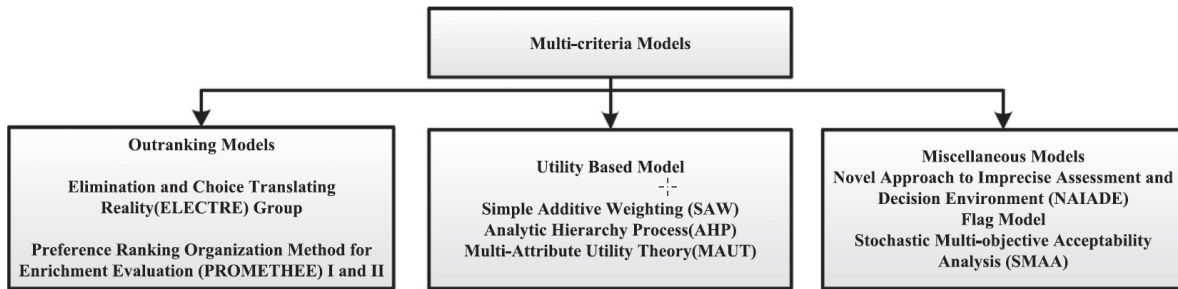 Multi-criteria Models
Outranking Models
Elimination and Choice Translating
Reality(ELECTRE) Group
Preference Ranking Organization Method for
Enrichment Evaluation (PROMETHEE) I and II
Utility Based Model
Simple Additive Weighting (SAW)
Analytic Hierarchy Process(AHP)
Multi-Attribute Utility Theory(MAUT)
Miscellaneous Models
Novel Approach to Imprecise Assessment and
Decision Environment (NAIADE)
Flag Model
Stochastic Multi-objective Acceptability
Analysis (SMAA)